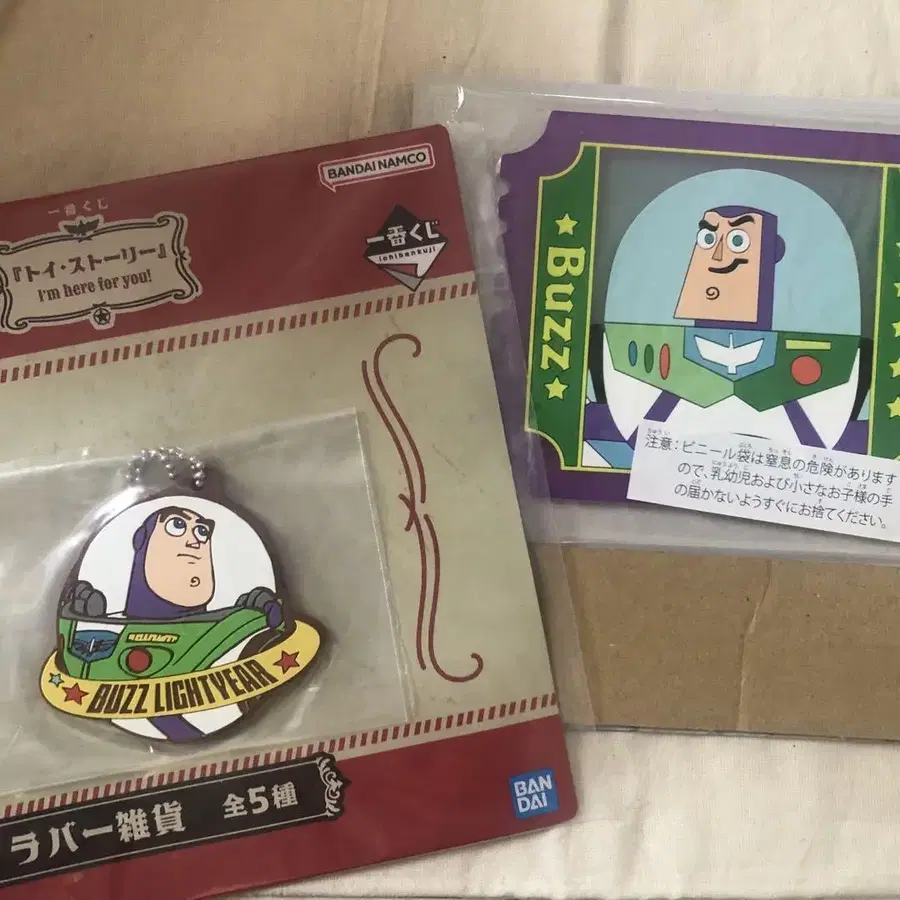 一番くじ
『トイ・ストーリー』
I'm here for you!
BANDAI NAMCO
一番くじ
ichibankuji
BUZZ LIGHTYEAR
ラバー雑貨 全5種
BAN
DAI
Buzz
注意：ビニール袋は窒息の危険があります
ので、乳幼児および小さなお子様の手
の届かないようすぐにお捨てください。